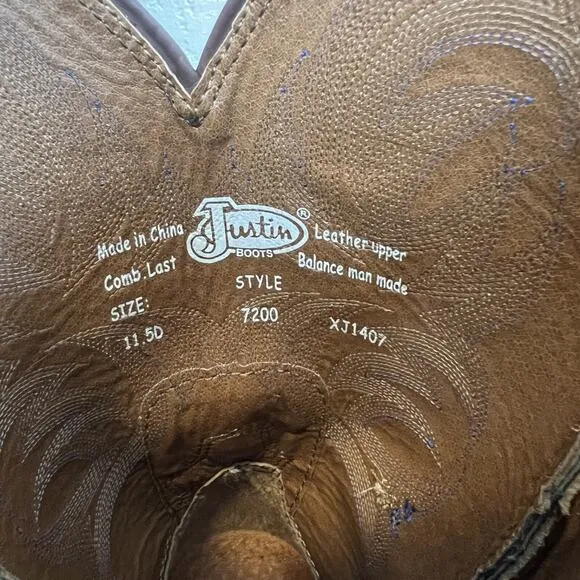 Justin®
BOOTS
Made in China
Leather upper
Comb.Last
Balance man made
SIZE:
STYLE
11.5D
7200
XJ1407